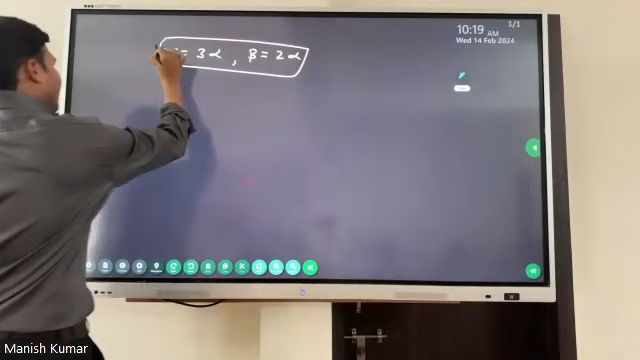 10:19 AM
1/1
Wed 14 Feb 2024
= 3α , β = 2α
Manish Kumar